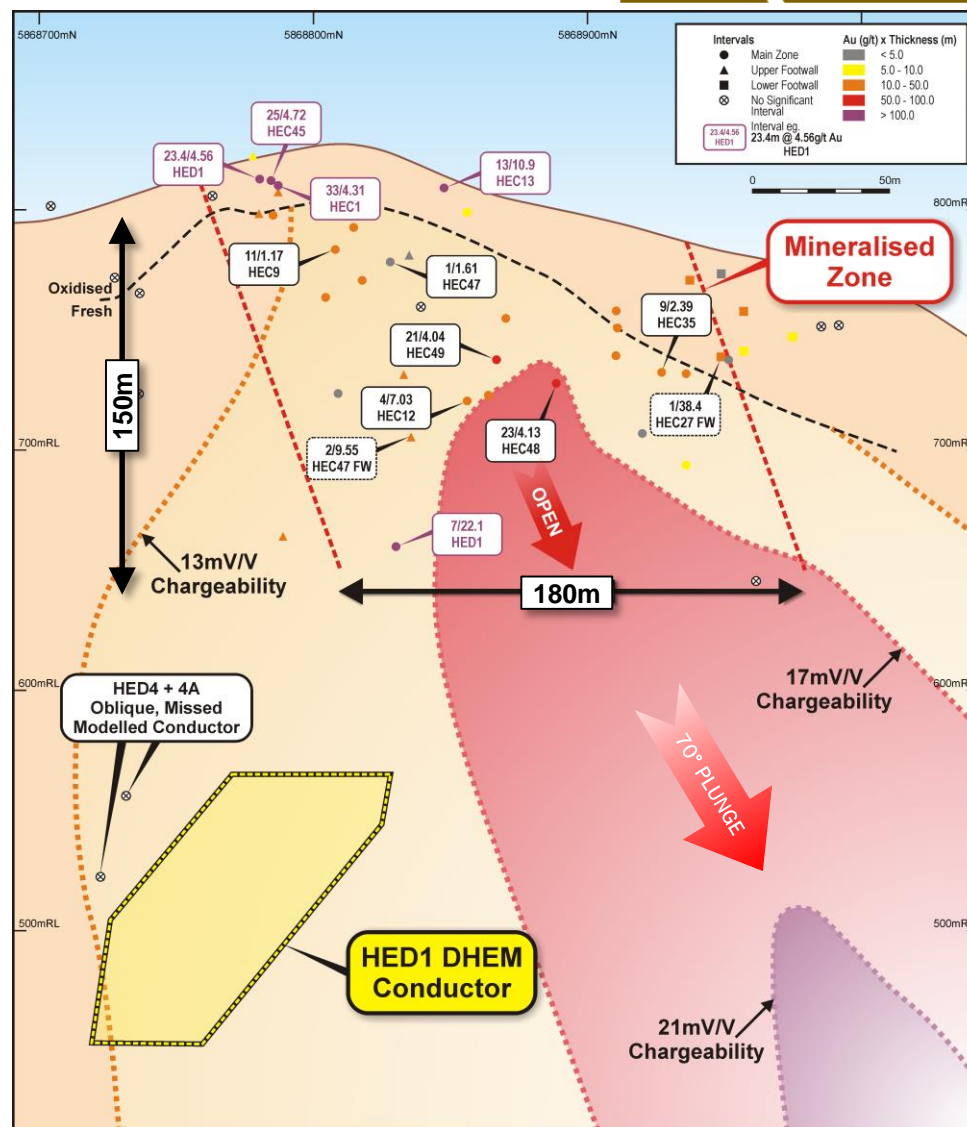 5868700mN
5868800mN
5868900mN
Intervals
Au (g/t) x Thickness (m)
Main Zone
< 5.0
Upper Footwall
5.0 - 10.0
Lower Footwall
10.0 - 50.0
No Significant
Interval
50.0 - 100.0
> 100.0
23.4/4.56
HED1
Interval eg.
23.4m @ 4.56g/t Au
HED1
0
50m
25/4.72
HEC45
23.4/4.56
HED1
13/10.9
HEC13
33/4.31
HEC1
800mRL
Mineralised
Zone
11/1.17
HEC9
1/1.61
HEC47
Oxidised
Fresh
9/2.39
HEC35
21/4.04
HEC49
150m
4/7.03
HEC12
1/38.4
HEC27 FW
23/4.13
HEC48
2/9.55
HEC47 FW
700mRL
700mRL
OPEN
7/22.1
HED1
13mV/V
Chargeability
180m
17mV/V
Chargeability
600mRL
600mRL
HED4 + 4A
Oblique, Missed
Modelled Conductor
70° PLUNGE
500mRL
500mRL
HED1 DHEM
Conductor
21mV/V
Chargeability